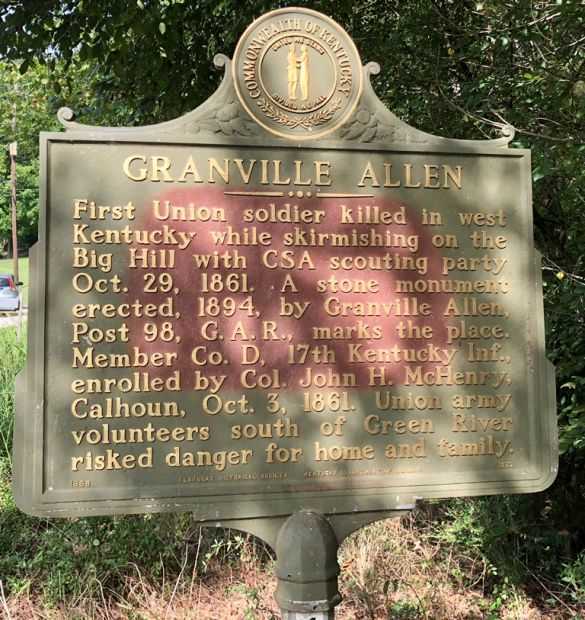 COMMONWEALTH OF KENTUCKY
GRANVILLE ALLEN
First Union soldier killed in west
Kentucky while skirmishing on the
Big Hill with CSA scouting party
Oct. 29, 1861. A stone monument
erected, 1894, by Granville Allen,
Post 98, G.A.R., marks the place.
Member Co. D, 17th Kentucky Inf.,
enrolled by Col. John H. McHenry,
Calhoun, Oct. 3, 1861. Union army
volunteers south of Green River
risked danger for home and family.